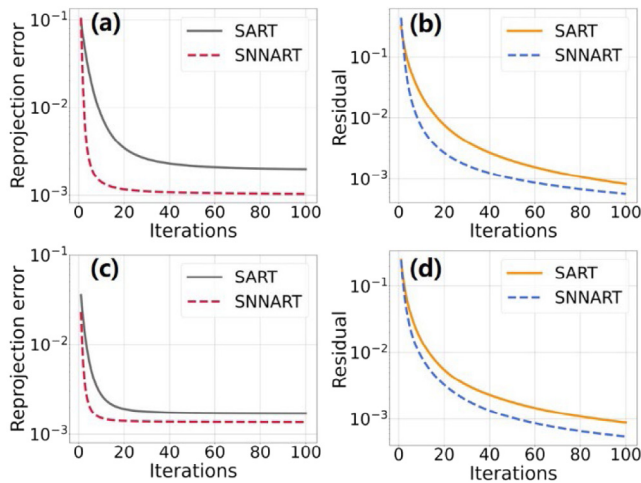 (a)
SART
SNNART
Reprojection error
10⁻¹
10⁻²
10⁻³
0 20 40 60 80 100
Iterations
(b)
SART
SNNART
Residual
10⁻¹
10⁻²
10⁻³
0 20 40 60 80 100
Iterations
(c)
SART
SNNART
Reprojection error
10⁻¹
10⁻²
10⁻³
0 20 40 60 80 100
Iterations
(d)
SART
SNNART
Residual
10⁻¹
10⁻²
10⁻³
0 20 40 60 80 100
Iterations